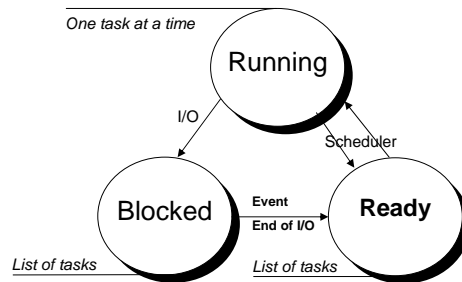 One task at a time
Running
I/O
Scheduler
Blocked
Event
End of I/O
Ready
List of tasks
List of tasks